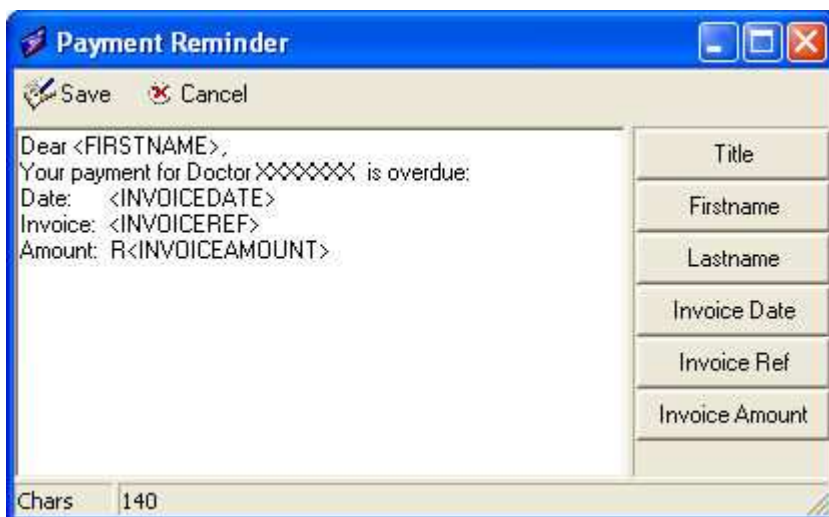 Payment Reminder
Save Cancel
Dear <FIRSTNAME>,
Your payment for Doctor XXXXXXX is overdue:
Date: <INVOICEDATE>
Invoice: <INVOICEREF>
Amount: R<INVOICEAMOUNT>
Title
Firstname
Lastname
Invoice Date
Invoice Ref
Invoice Amount
Chars 140